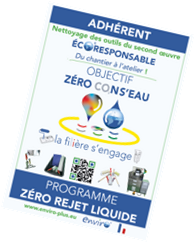 ADHÉRENT
Nettoyage des outils du second œuvre
ÉCORESPONSABLE
Du chantier à l'atelier !
OBJECTIF
ZÉRO CONS'EAU
la filière s'engage
PROGRAMME
ZÉRO REJET LIQUIDE
www.enviro-plus.eu
enviro